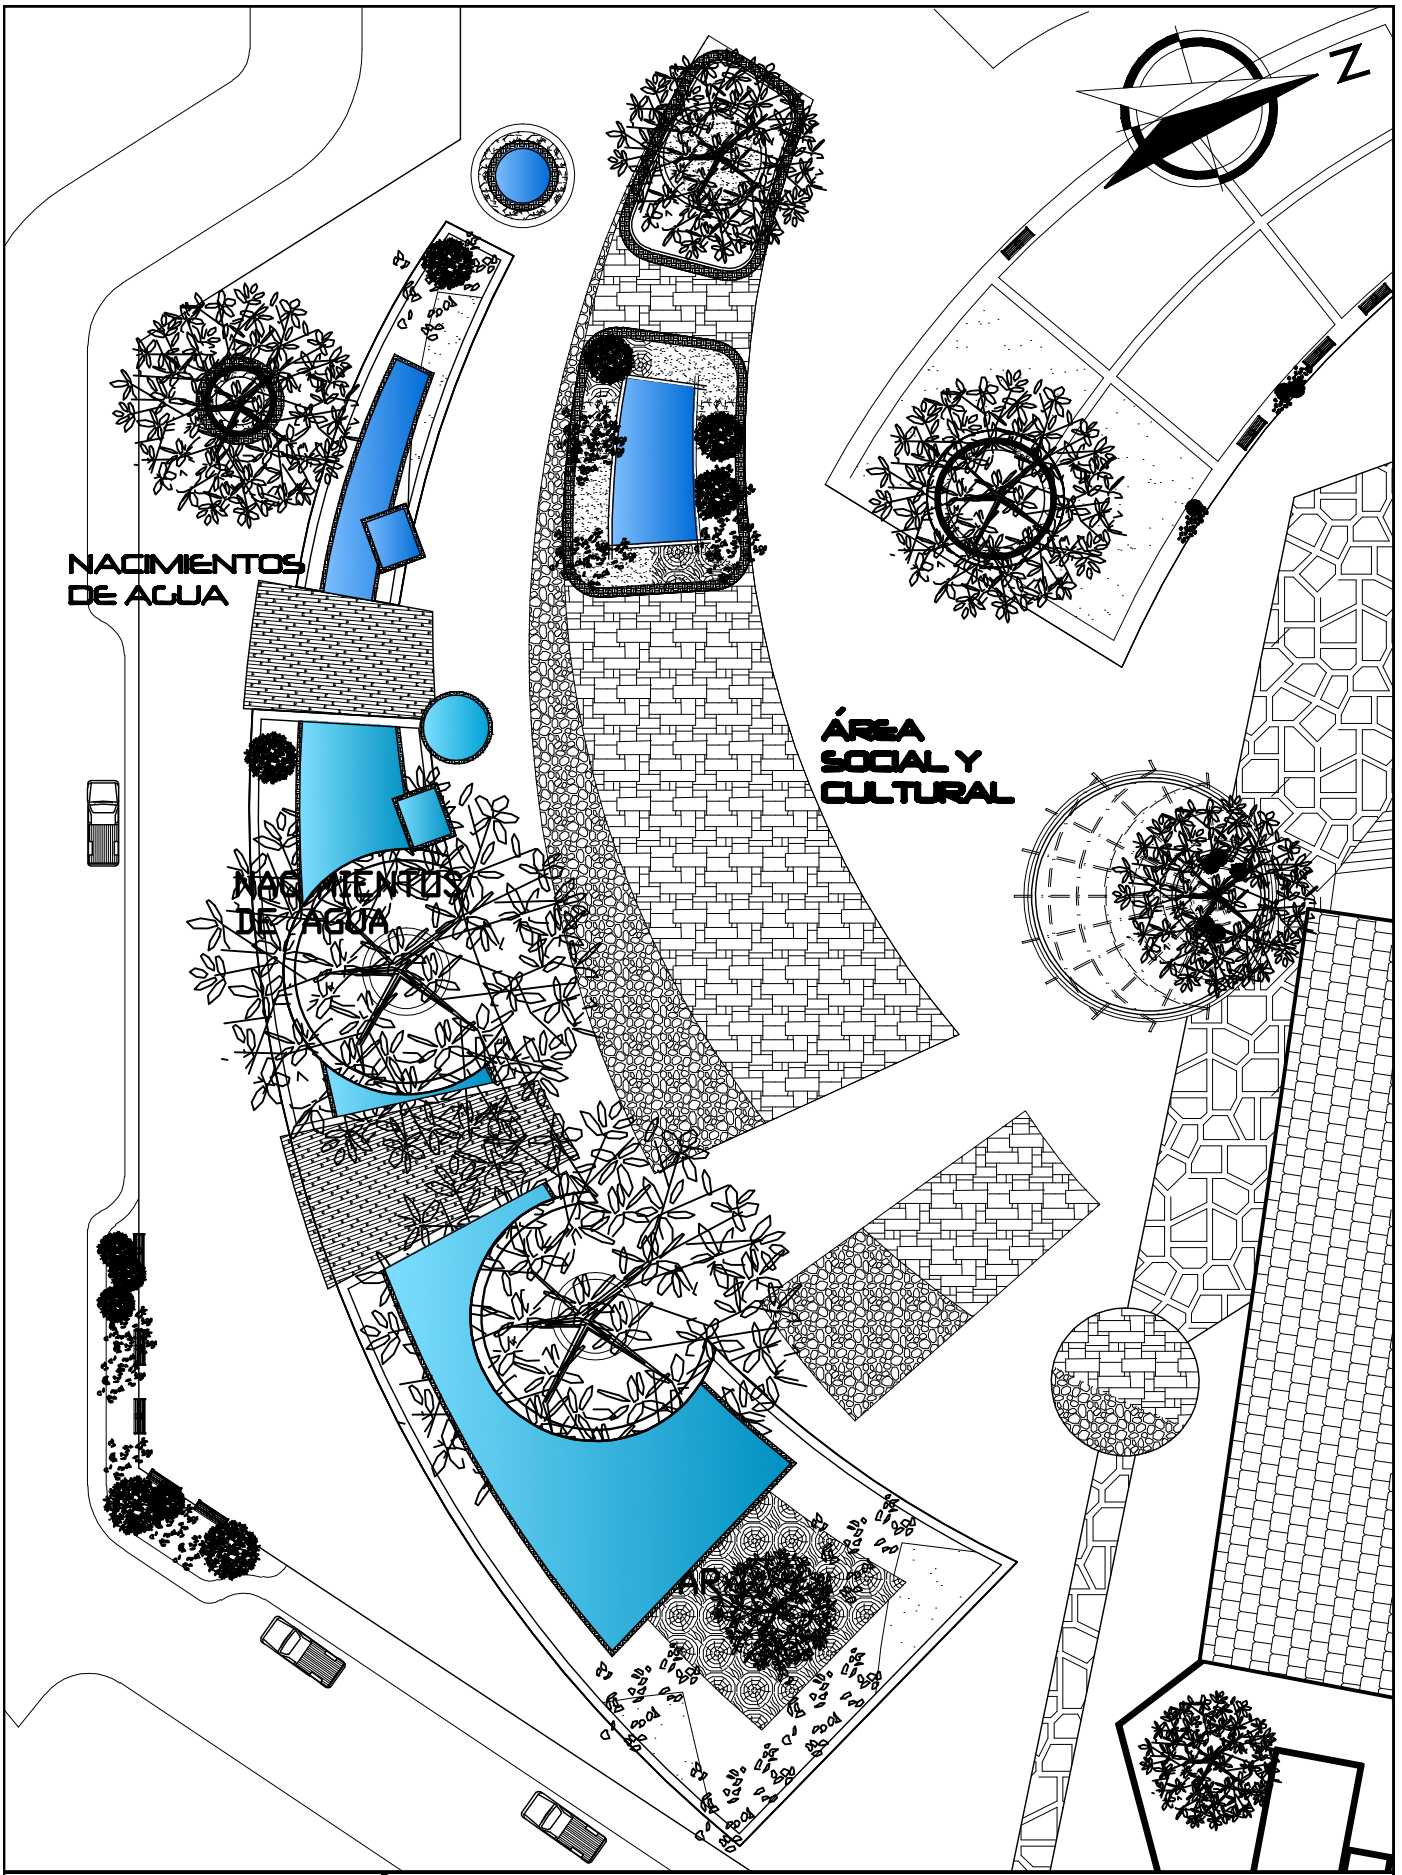 N
NACIMIENTOS
DE AGUA
ÁREA
SOCIAL Y
CULTURAL
NACIMIENTOS
DE AGUA